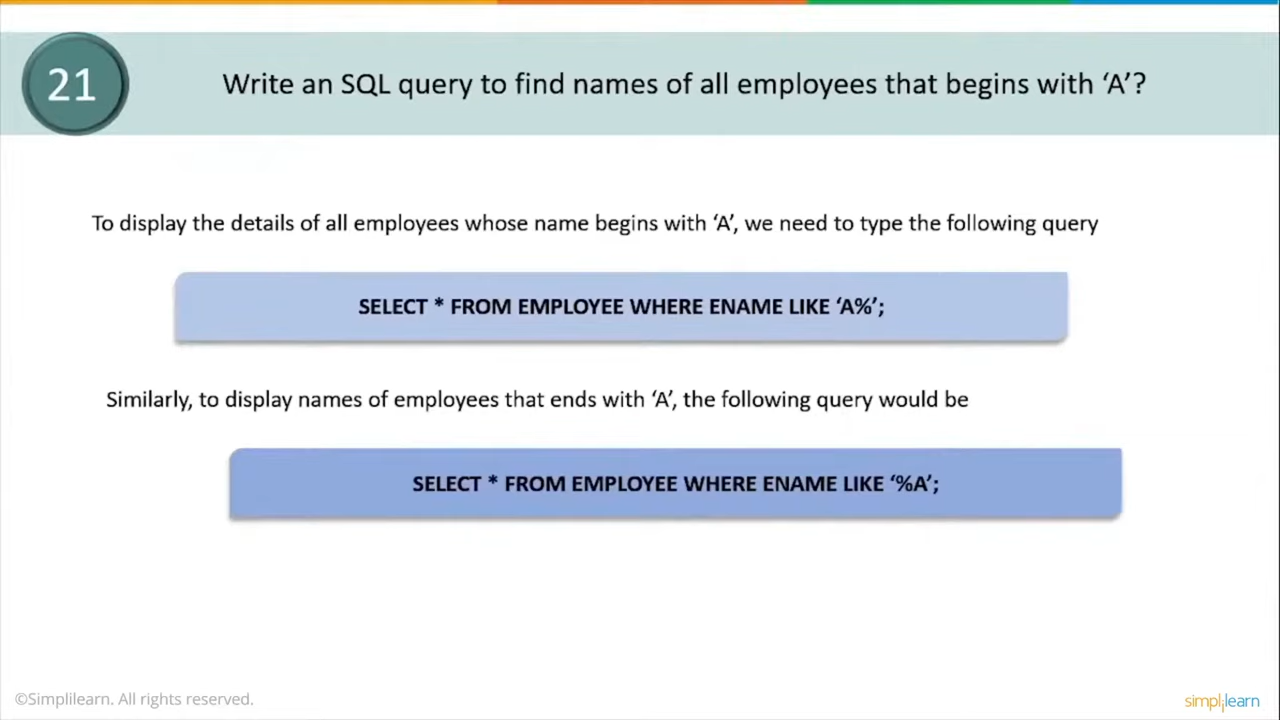 21
Write an SQL query to find names of all employees that begins with ‘A’?
To display the details of all employees whose name begins with ‘A’, we need to type the following query
SELECT * FROM EMPLOYEE WHERE ENAME LIKE ‘A%’;
Similarly, to display names of employees that ends with ‘A’, the following query would be
SELECT * FROM EMPLOYEE WHERE ENAME LIKE ‘%A’;
©Simplilearn. All rights reserved.
simplilearn